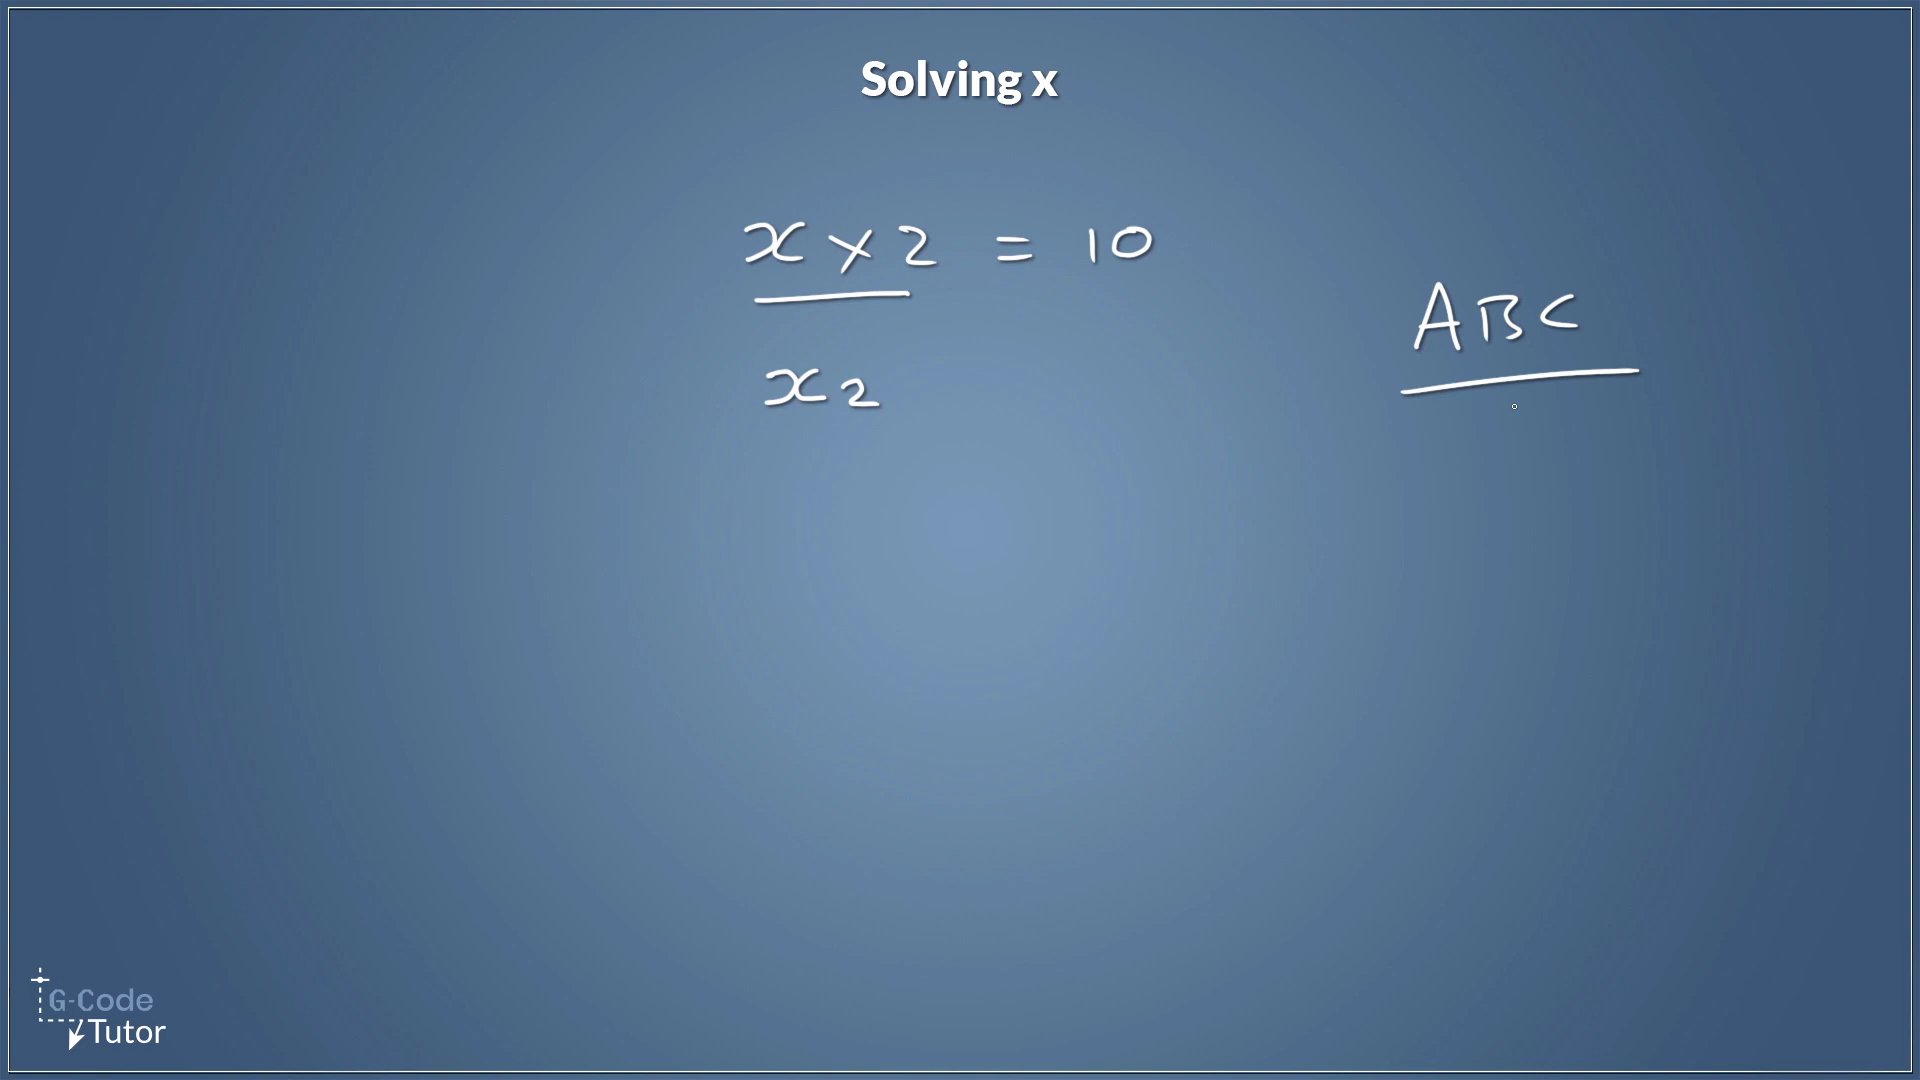 Solving x
x × 2 = 10
ABC
x2
G-Code
Tutor